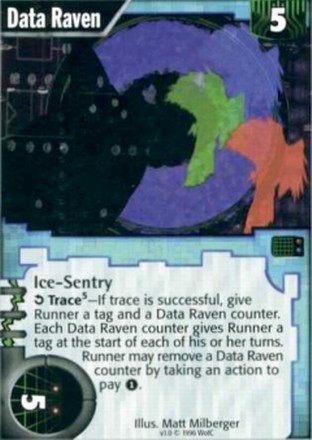 Data Raven
5
Ice-Sentry
Trace⁵–If trace is successful, give
Runner a tag and a Data Raven counter.
Each Data Raven counter gives Runner a
tag at the start of each of his or her turns.
Runner may remove a Data Raven
counter by taking an action to
pay ❶.
5
Illus. Matt Milberger
v1.0 © 1996 WotC